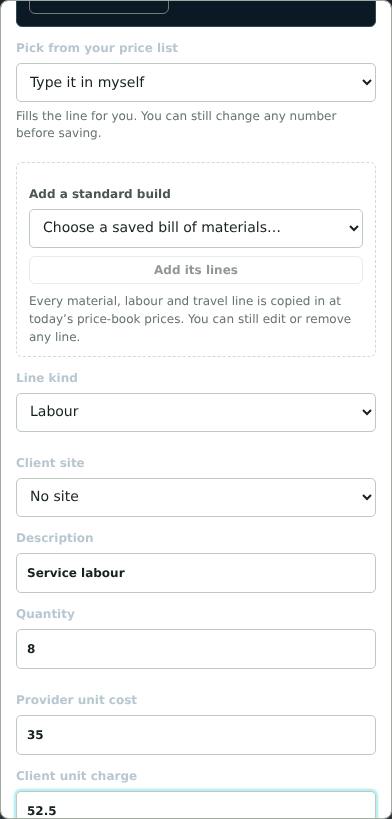 Pick from your price list
Type it in myself
Fills the line for you. You can still change any number
before saving.
Add a standard build
Choose a saved bill of materials...
Add its lines
Every material, labour and travel line is copied in at
today’s price-book prices. You can still edit or remove
any line.
Line kind
Labour
Client site
No site
Description
Service labour
Quantity
8
Provider unit cost
35
Client unit charge
52.5